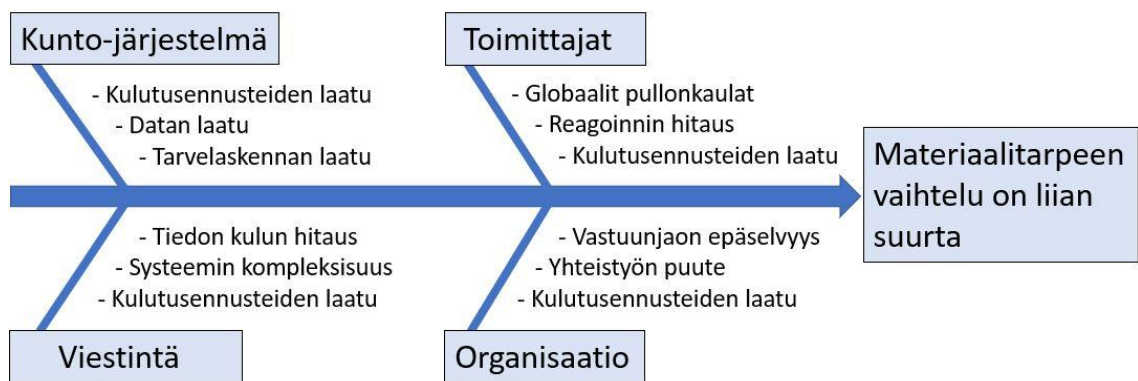 Kunto-järjestelmä
- Kulutusennusteiden laatu
- Datan laatu
- Tarvelaskennan laatu
Toimittajat
- Globaalit pullonkaulat
- Reagoinnin hitaus
- Kulutusennusteiden laatu
Materiaalitarpeen
vaihtelu on liian
suurta
- Tiedon kulun hitaus
- Systeemin kompleksisuus
- Kulutusennusteiden laatu
Viestintä
- Vastuunjaon epäselvyys
- Yhteistyön puute
- Kulutusennusteiden laatu
Organisaatio